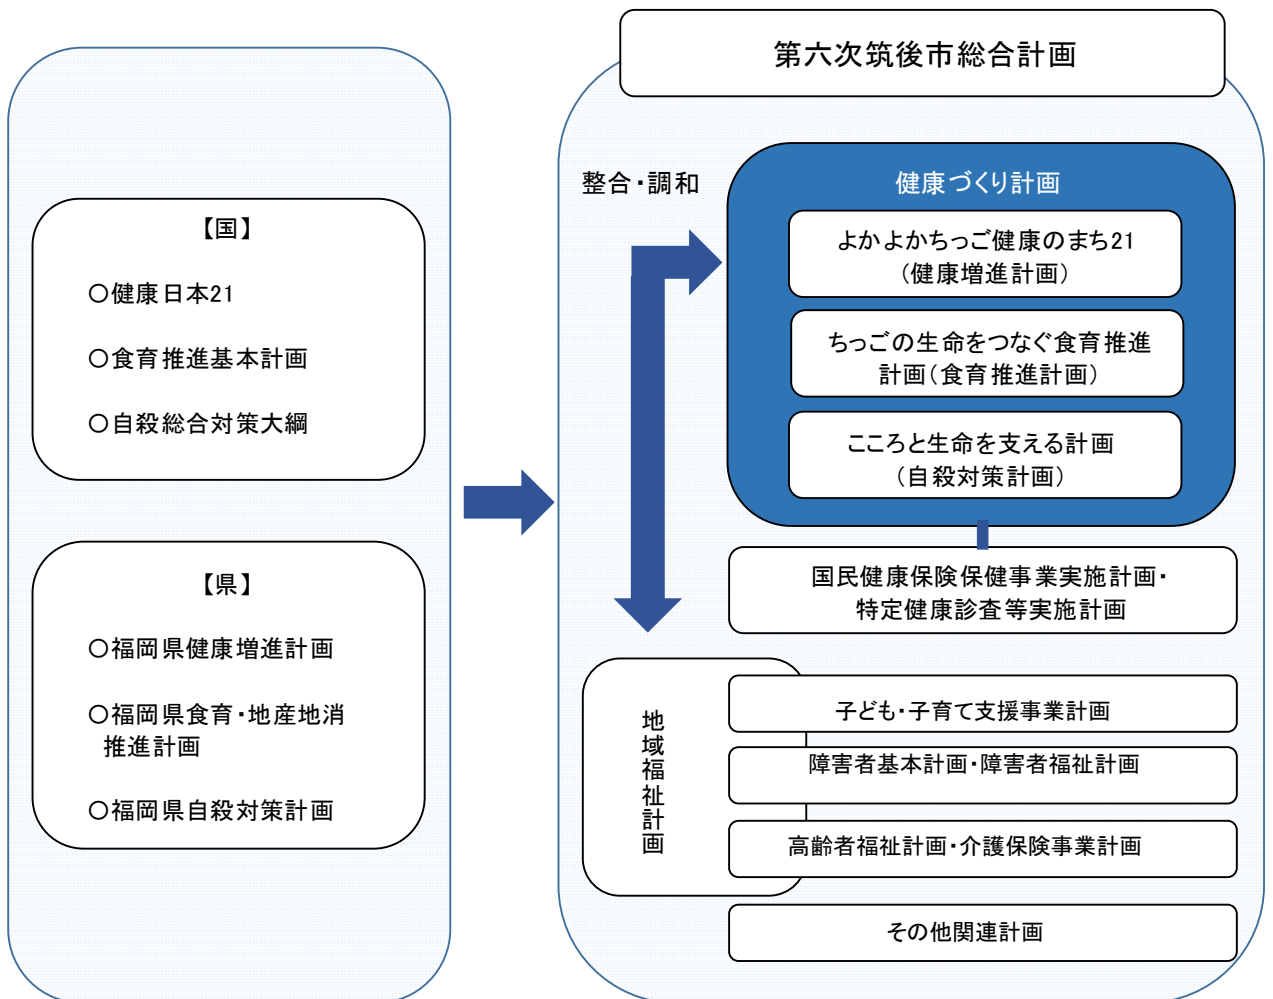 第六次筑後市総合計画
【国】
○健康日本21
○食育推進基本計画
○自殺総合対策大綱
【県】
○福岡県健康増進計画
○福岡県食育・地産地消
推進計画
○福岡県自殺対策計画
整合・調和
健康づくり計画
よかよかちっご健康のまち21
（健康増進計画）
ちっごの生命をつなぐ食育推進
計画（食育推進計画）
こころと生命を支える計画
（自殺対策計画）
国民健康保険保健事業実施計画・
特定健康診査等実施計画
地域福祉計画
子ども・子育て支援事業計画
障害者基本計画・障害者福祉計画
高齢者福祉計画・介護保険事業計画
その他関連計画